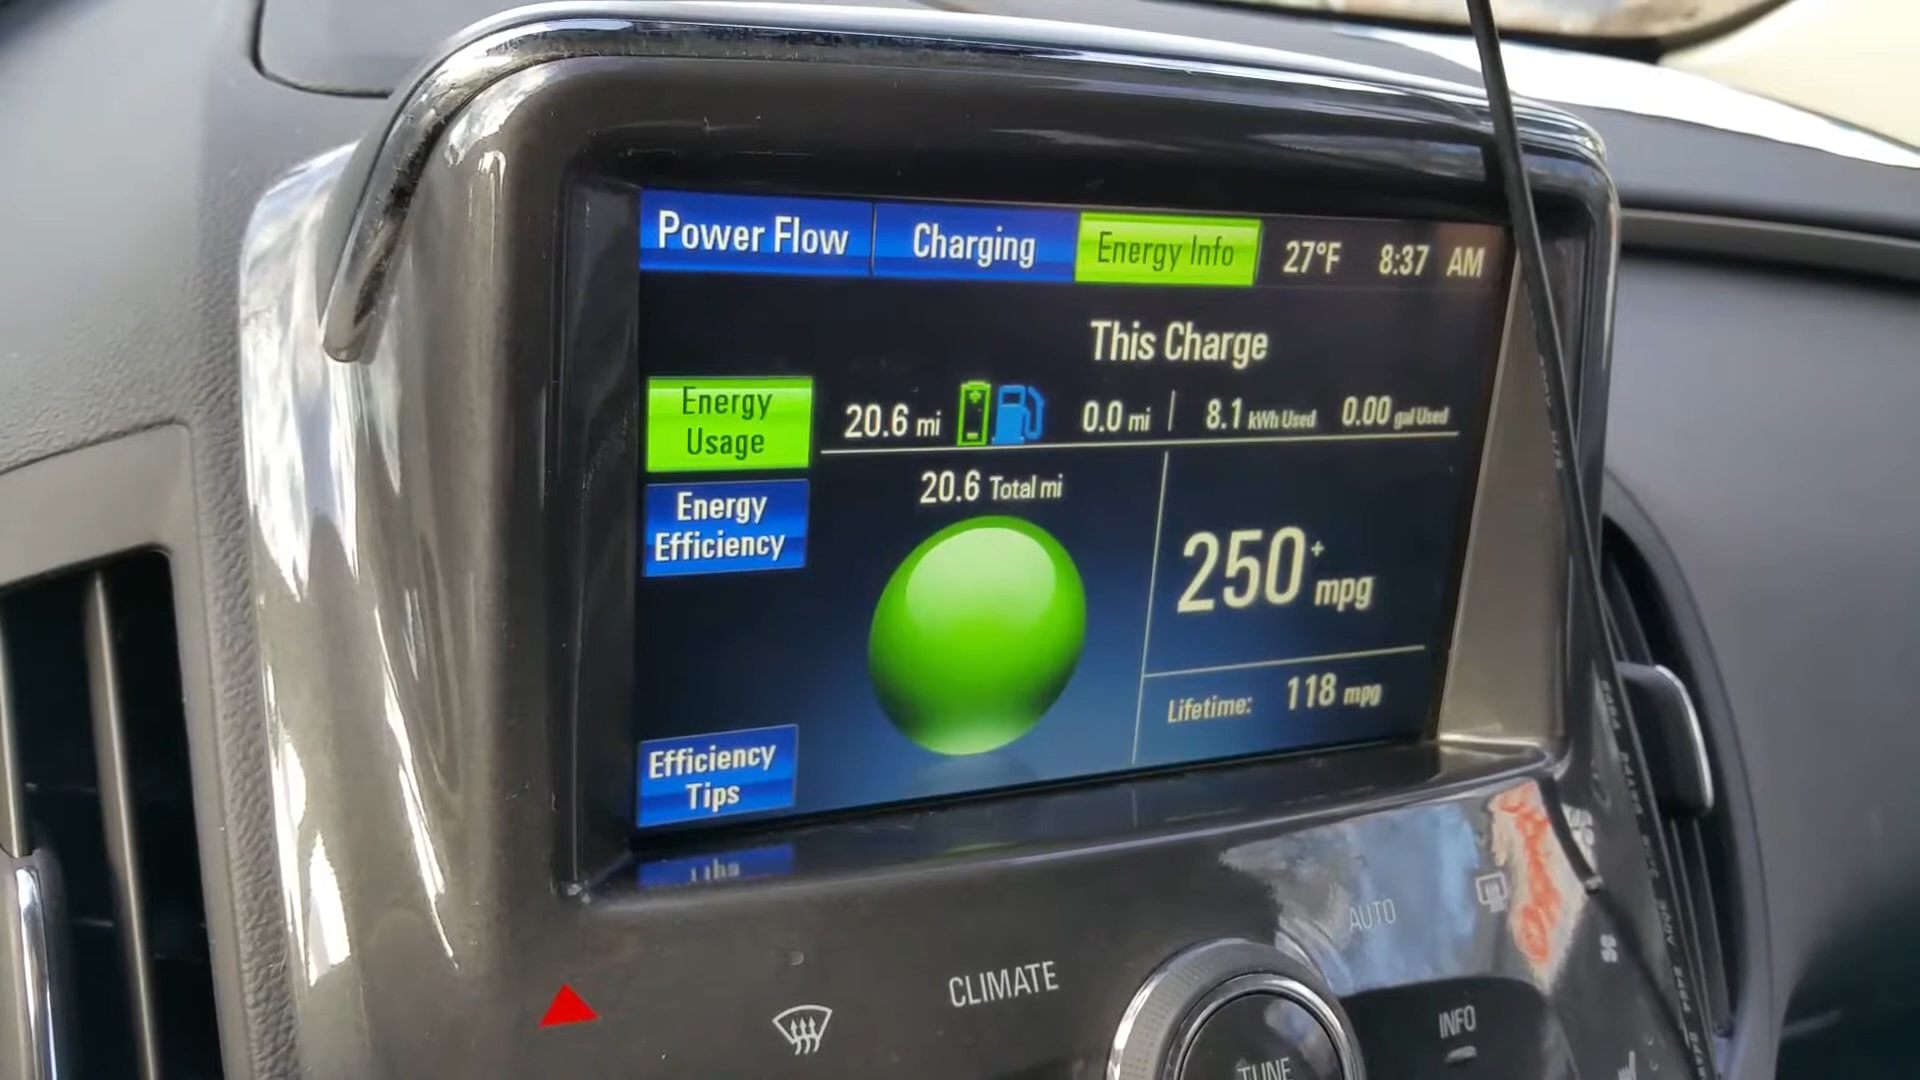 Power Flow Charging Energy Info 27°F 8:37 AM
This Charge
Energy
Usage
20.6 mi 0.0 mi 8.1 kWh Used 0.00 gal Used
20.6 Total mi
Energy
Efficiency
250+ mpg
Lifetime: 118 mpg
Efficiency
Tips
AUTO
CLIMATE
INFO
TUNE